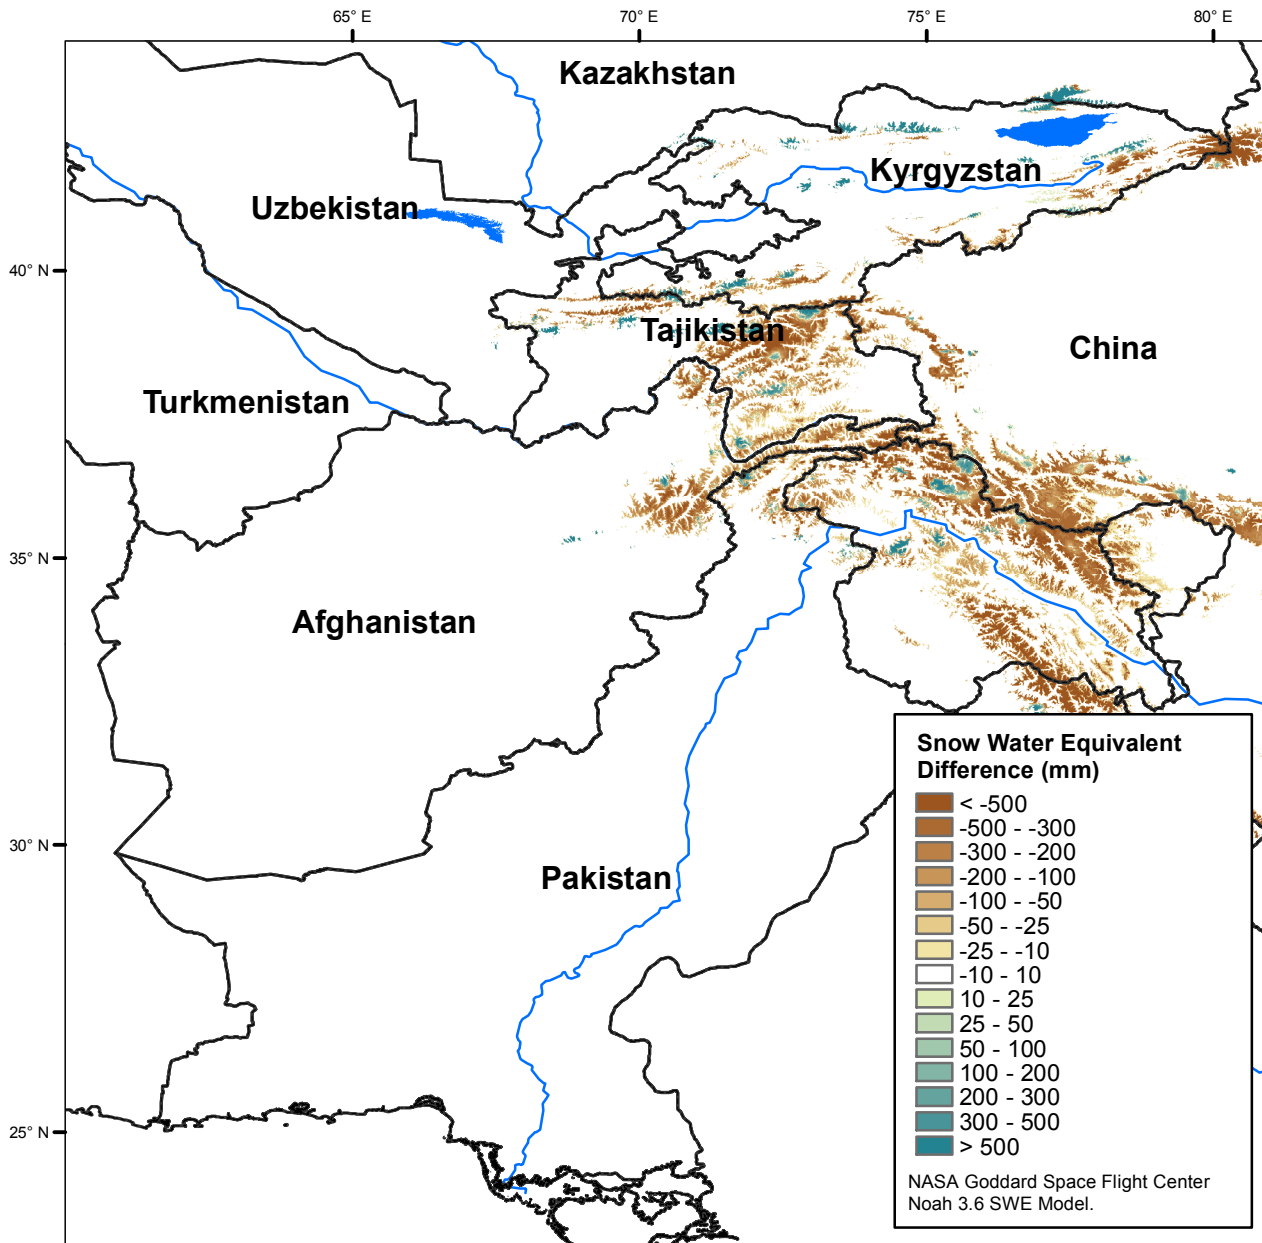 65° E
70° E
75° E
80° E
Kazakhstan
Kyrgyzstan
Uzbekistan
40° N
Tajikistan
China
Turkmenistan
35° N
Afghanistan
30° N
Pakistan
25° N
Snow Water Equivalent
Difference (mm)
< -500
-500 - -300
-300 - -200
-200 - -100
-100 - -50
-50 - -25
-25 - -10
-10 - 10
10 - 25
25 - 50
50 - 100
100 - 200
200 - 300
300 - 500
> 500
NASA Goddard Space Flight Center
Noah 3.6 SWE Model.